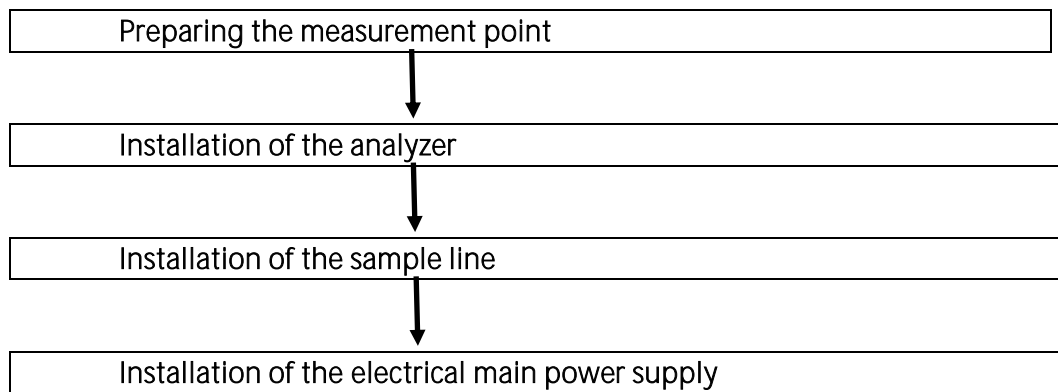 Preparing the measurement point
Installation of the analyzer
Installation of the sample line
Installation of the electrical main power supply